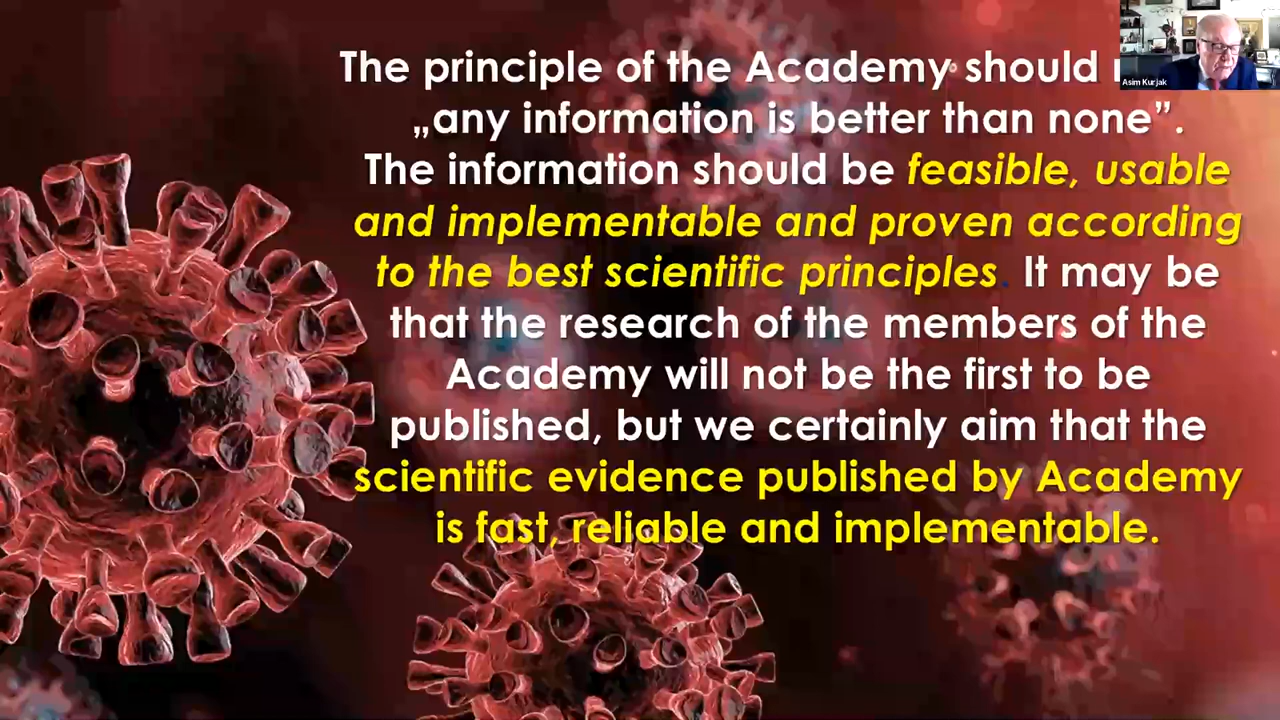 The principle of the Academy should
„any information is better than none”.
The information should be feasible, usable
and implementable and proven according
to the best scientific principles. It may be
that the research of the members of the
Academy will not be the first to be
published, but we certainly aim that the
scientific evidence published by Academy
is fast, reliable and implementable.
Asim Kurjak